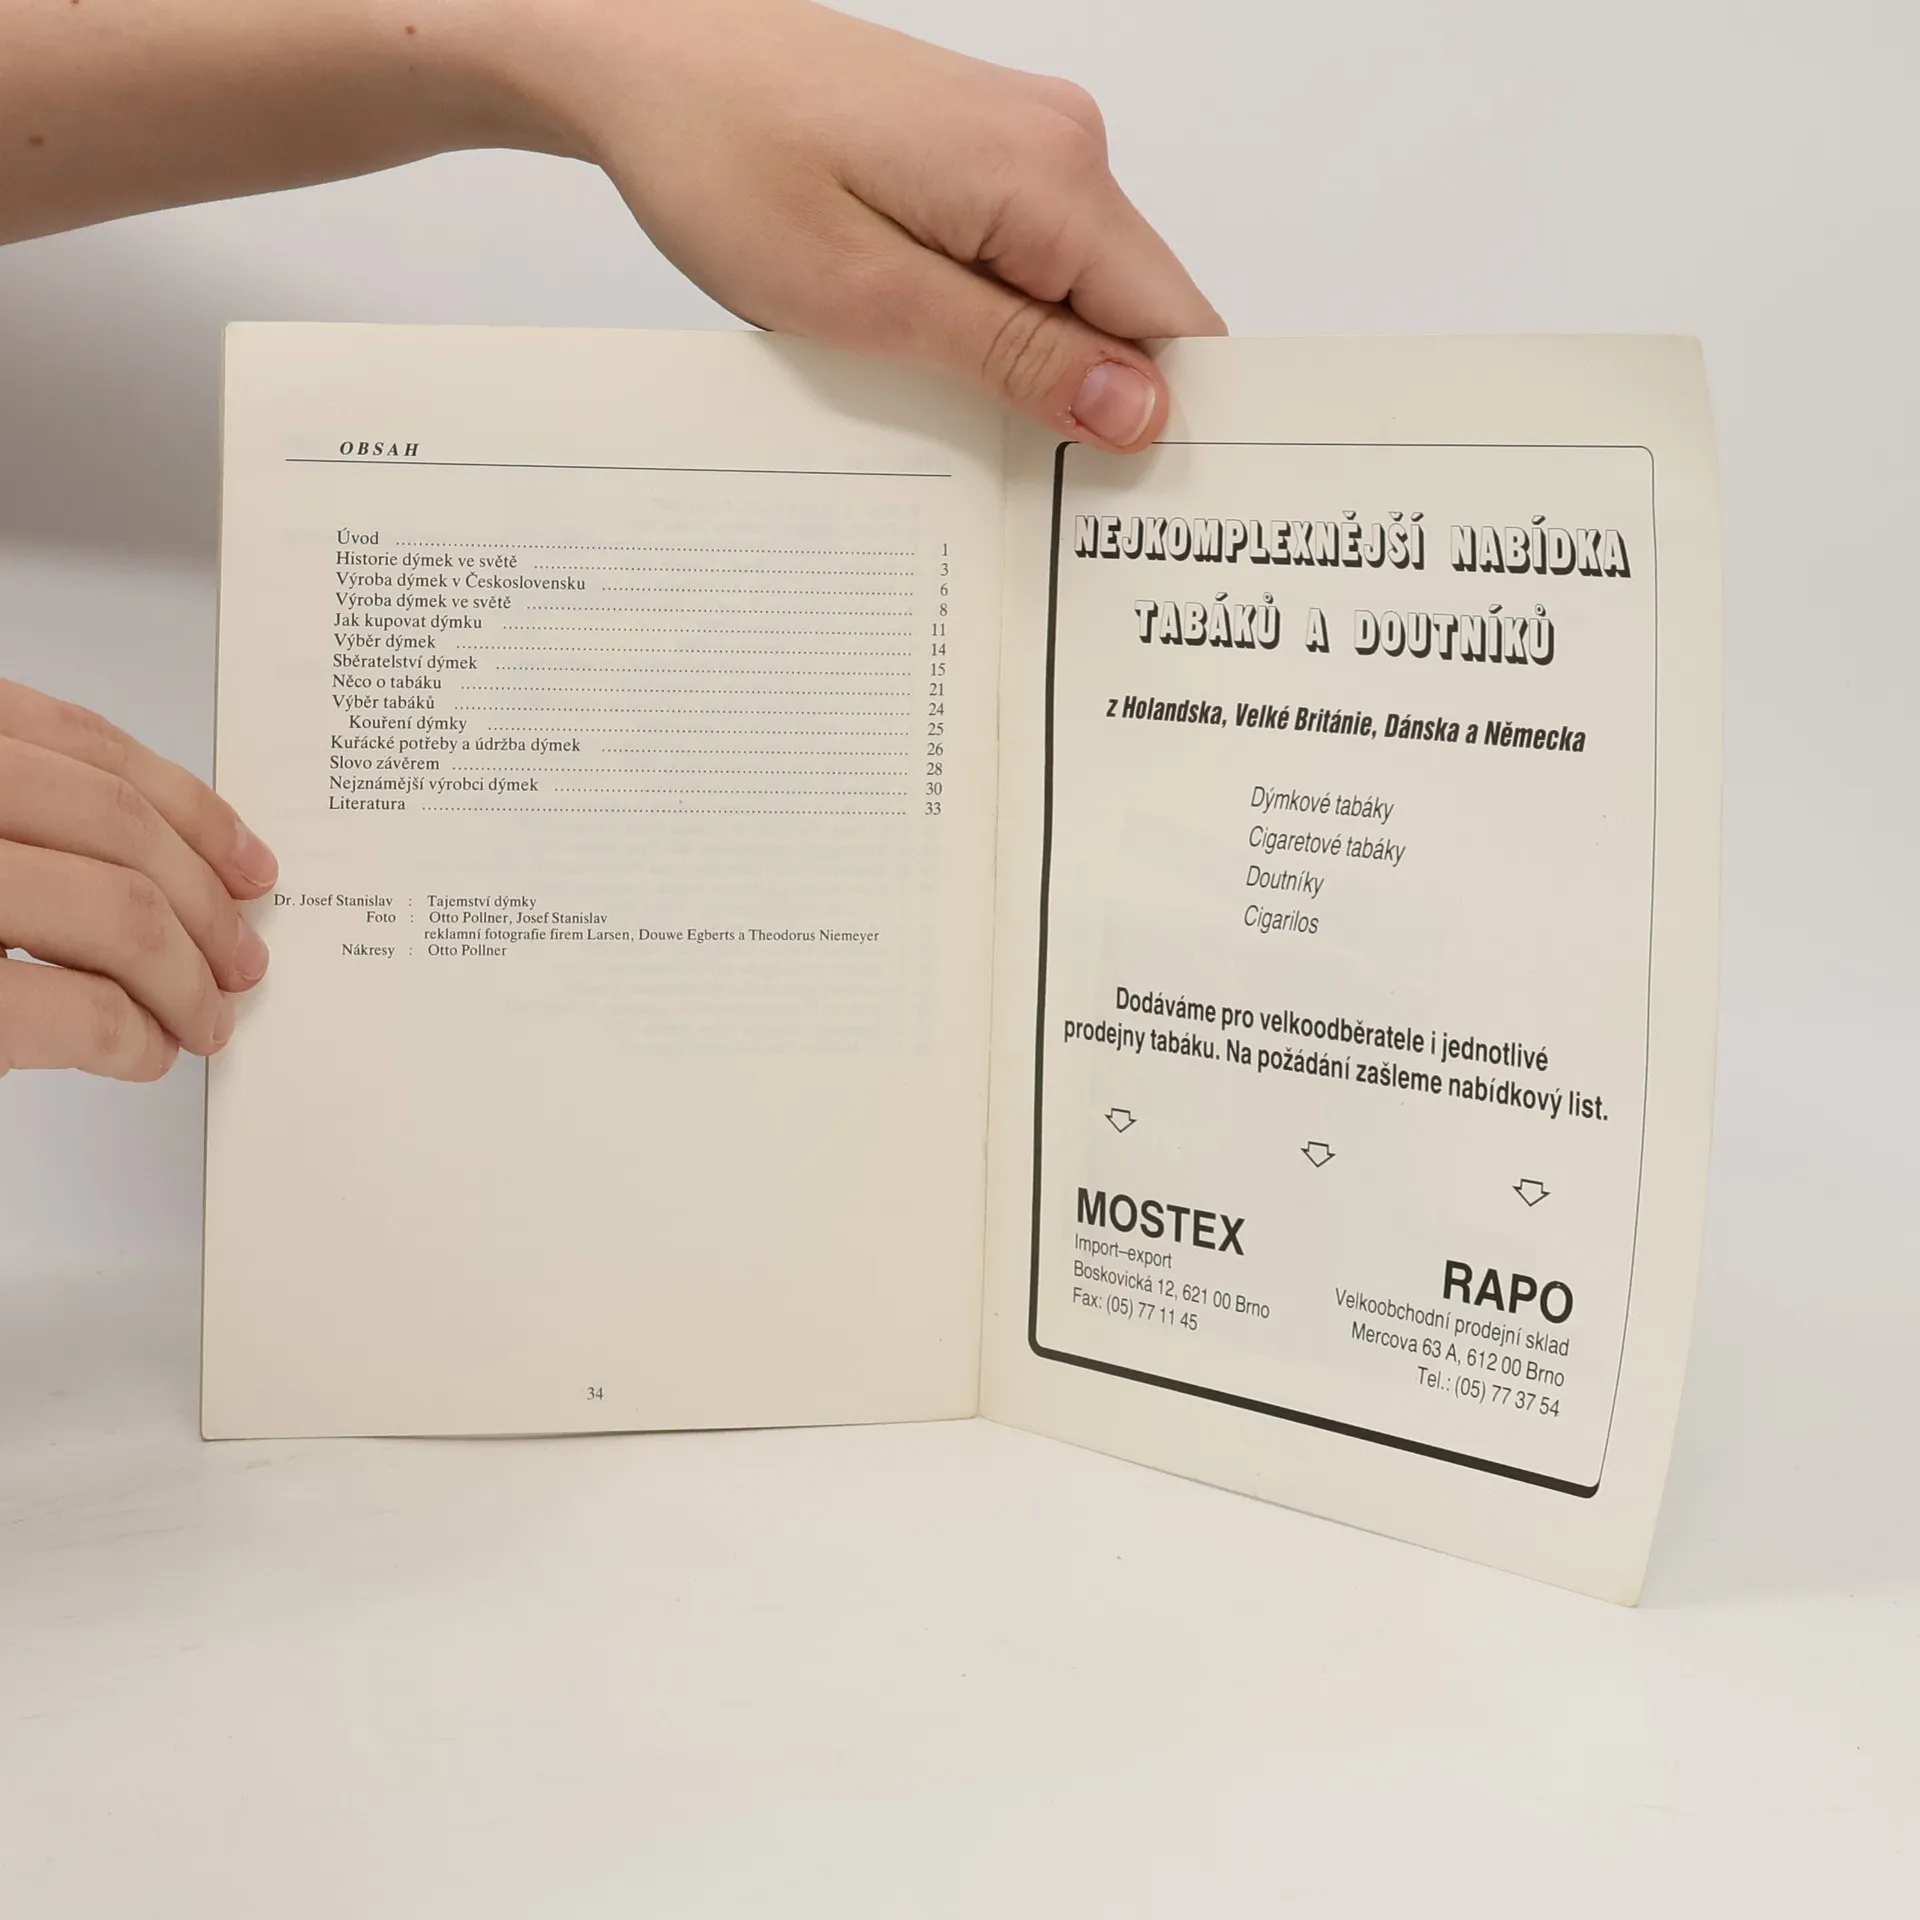 OBSAH
Úvod ........ 1
Historie dýmek ve světě ........ 3
Výroba dýmek v Československu ........ 6
Výroba dýmek ve světě ........ 8
Jak kupovat dýmku ........ 11
Výběr dýmek ........ 14
Sběratelství dýmek ........ 15
Něco o tabáku ........ 21
Výběr tabáků ........ 24
Kouření dýmky ........ 25
Kuřácké potřeby a údržba dýmek ........ 26
Slovo závěrem ........ 28
Nejznámější výrobci dýmek ........ 30
Literatura ........ 33
Dr. Josef Stanislav : Tajemství dýmky
Foto : Otto Pollner, Josef Stanislav
reklamní fotografie firem Larsen, Douwe Egberts a Theodorus Niemeyer
Nákresy : Otto Pollner
34
NEJKOMPLEXNĚJŠÍ NABÍDKA
TABÁKŮ A DOUTNÍKŮ
z Holandska, Velké Británie, Dánska a Německa
Dýmkové tabáky
Cigaretové tabáky
Doutníky
Cigarilos
Dodáváme pro velkoodběratele i jednotlivé
prodejny tabáku. Na požádání zašleme nabídkový list.
MOSTEX
Import–export
Boskovická 12, 621 00 Brno
Fax: (05) 77 11 45
RAPO
Velkoobchodní prodejní sklad
Mercova 63 A, 612 00 Brno
Tel.: (05) 77 37 54